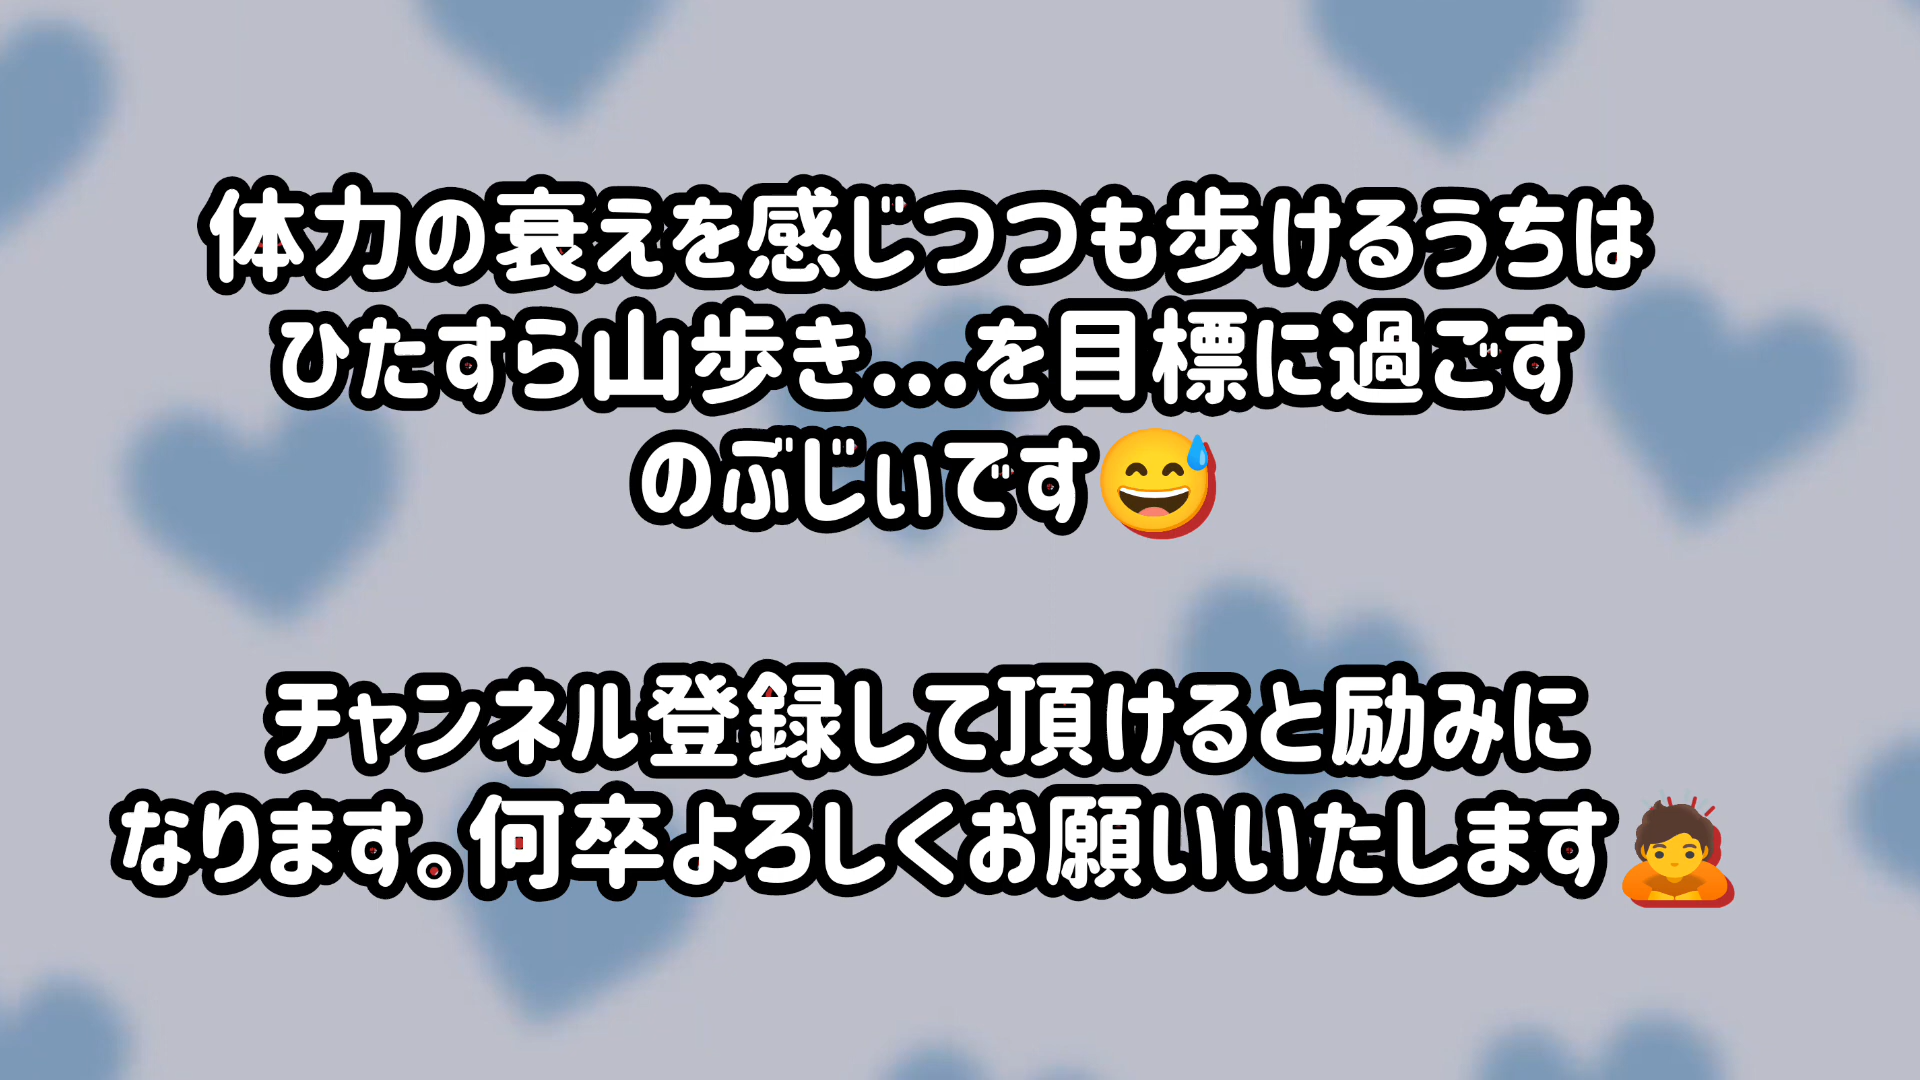 体力の衰えを感じつつも歩けるうちは
ひたすら山歩き...を目標に過ごす
のぶじぃです😅
チャンネル登録して頂けると励みに
なります。何卒よろしくお願いいたします🙇